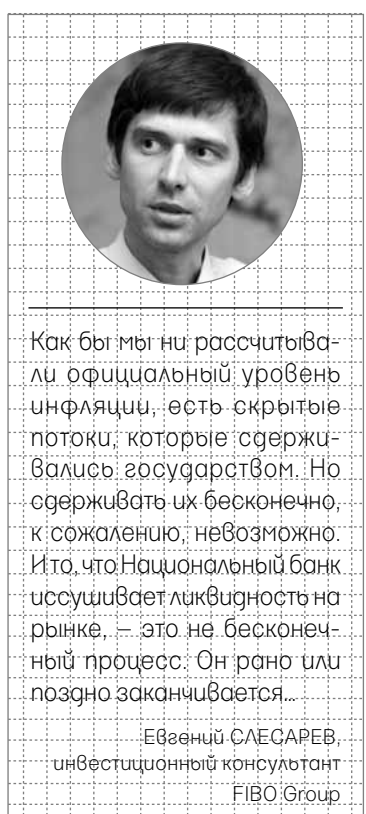 Как бы мы ни рассчитыва-
ли официальный уровень
инфляции, есть скрытые
потоки, которые сдержи-
вались государством. Но
сдерживать их бесконечно,
к сожалению, невозможно.
И то, что Национальный банк
иссушивает ликвидность на
рынке, – это не бесконеч-
ный процесс. Он рано или
поздно заканчивается...
Евгений СЛЕСАРЕВ,
инвестиционный консультант
FIBO Group